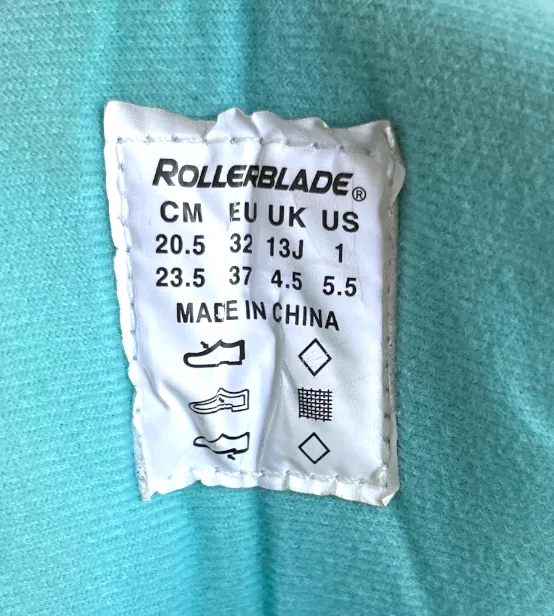 ROLLERBLADE®
CM EU UK US
20.5 32 13J 1
23.5 37 4.5 5.5
MADE IN CHINA